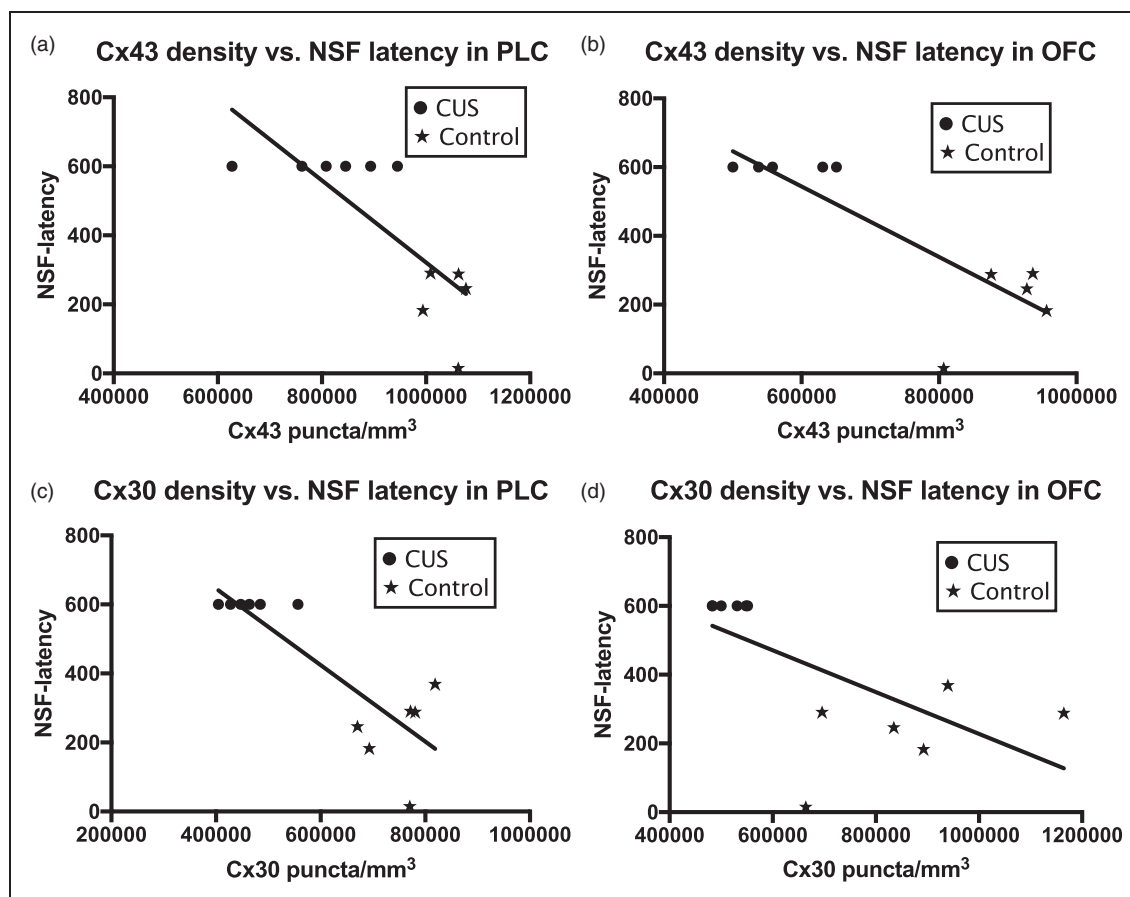 (a)
Cx43 density vs. NSF latency in PLC
CUS
Control
NSF-latency
800
600
400
200
0
400000 600000 800000 1000000 1200000
Cx43 puncta/mm³
(b)
Cx43 density vs. NSF latency in OFC
CUS
Control
NSF-latency
800
600
400
200
0
400000 600000 800000 1000000
Cx43 puncta/mm³
(c)
Cx30 density vs. NSF latency in PLC
CUS
Control
NSF-latency
800
600
400
200
0
200000 400000 600000 800000 1000000
Cx30 puncta/mm³
(d)
Cx30 density vs. NSF latency in OFC
CUS
Control
NSF-latency
800
600
400
200
0
400000 600000 800000 1000000 1200000
Cx30 puncta/mm³